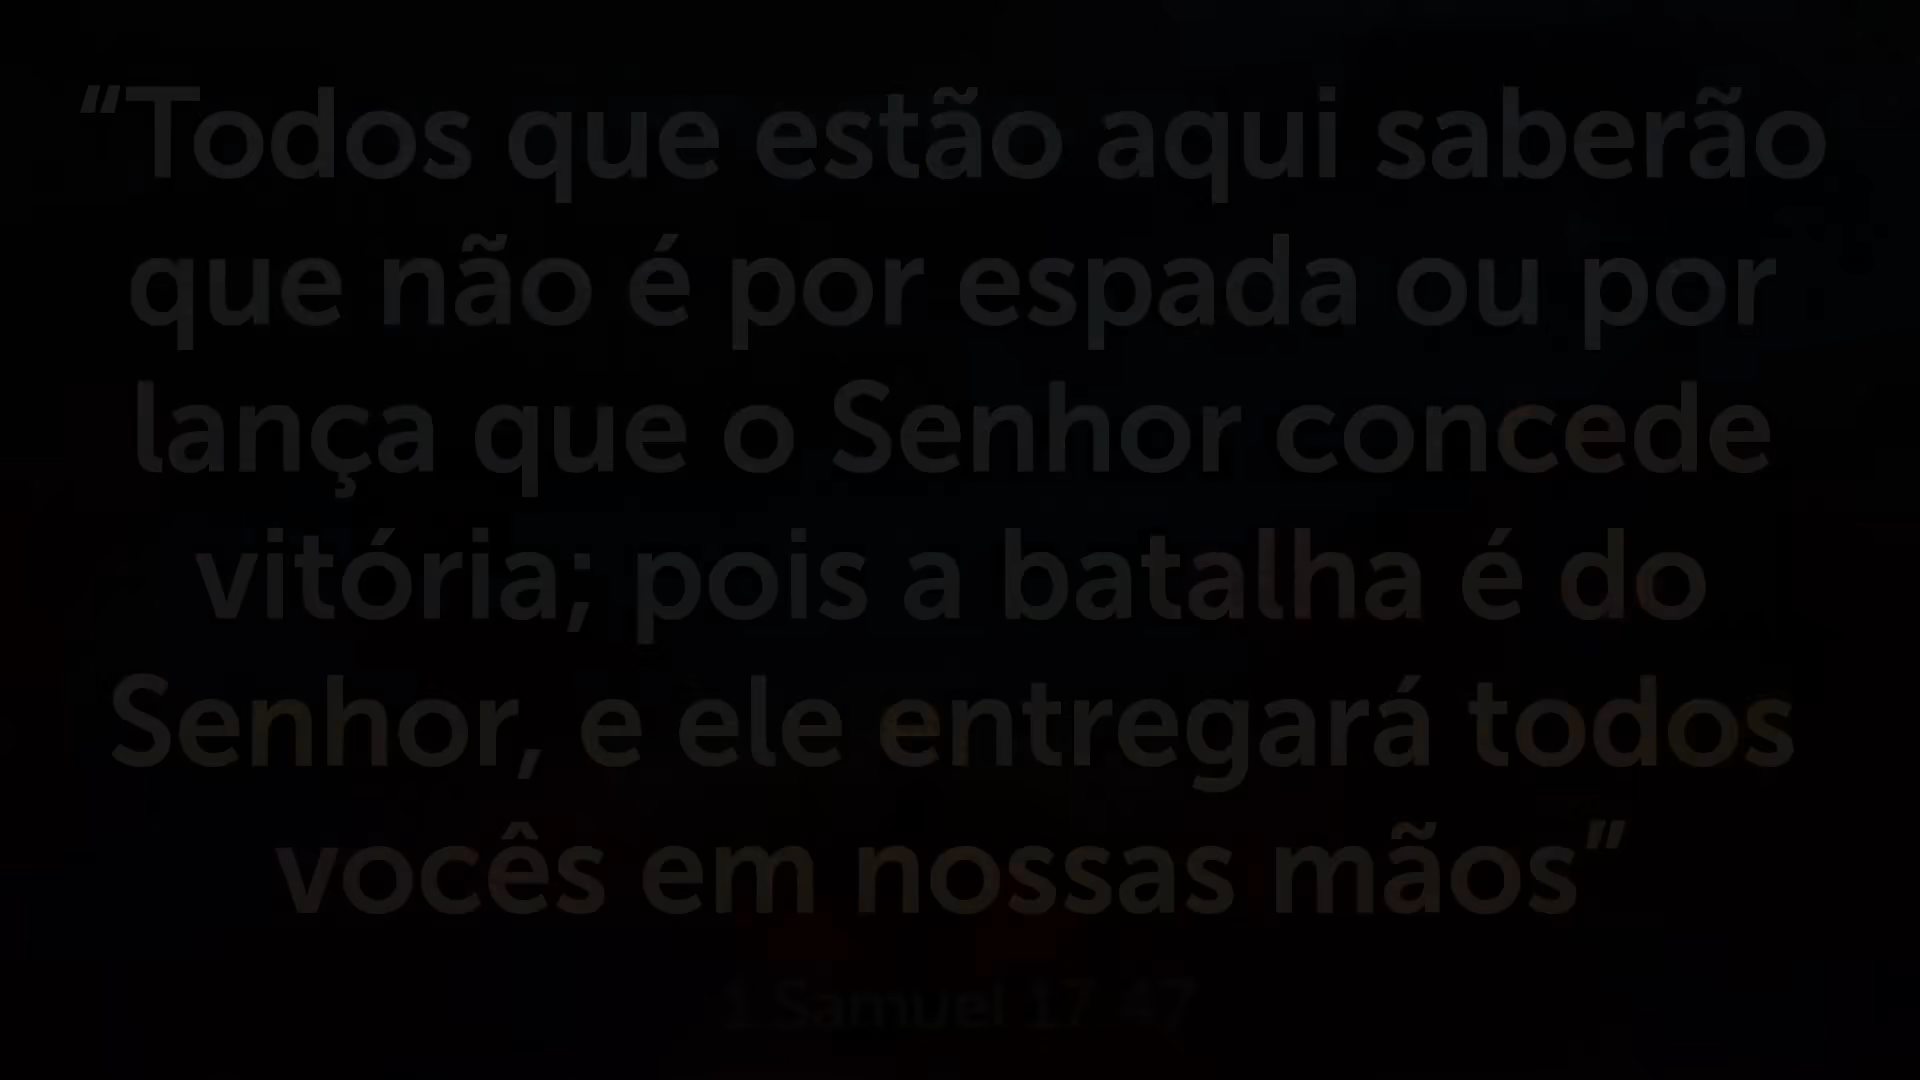 “Todos que estão aqui saberão
que não é por espada ou por
lança que o Senhor concede
vitória; pois a batalha é do
Senhor, e ele entregará todos
vocês em nossas mãos”
1 Samuel 17 47